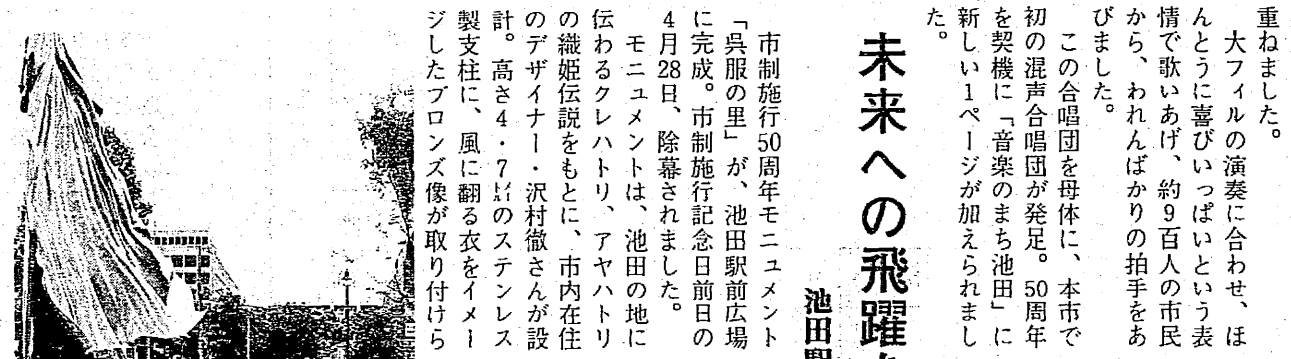 重ねました。
　大フィルの演奏に合わせ、ほ
んとうに喜びいっぱいという表
情で歌いあげ、約9百人の市民
から、われんばかりの拍手をあ
びました。
　この合唱団を母体に、本市で
初の混声合唱団が発足。50周年
を契機に「音楽のまち池田」に
新しい1ページが加えられまし
た。
未来への飛躍
池田駅
　市制施行50周年モニュメント
「呉服の里」が、池田駅前広場
に完成。市制施行記念日前日の
4月28日、除幕されました。
　モニュメントは、池田の地に
伝わるクレハトリ、アヤハトリ
の織姫伝説をもとに、市内在住
のデザイナー・沢村徹さんが設
計。高さ4・7㍍のステンレス
製支柱に、風に翻る衣をイメー
ジしたブロンズ像が取り付けら